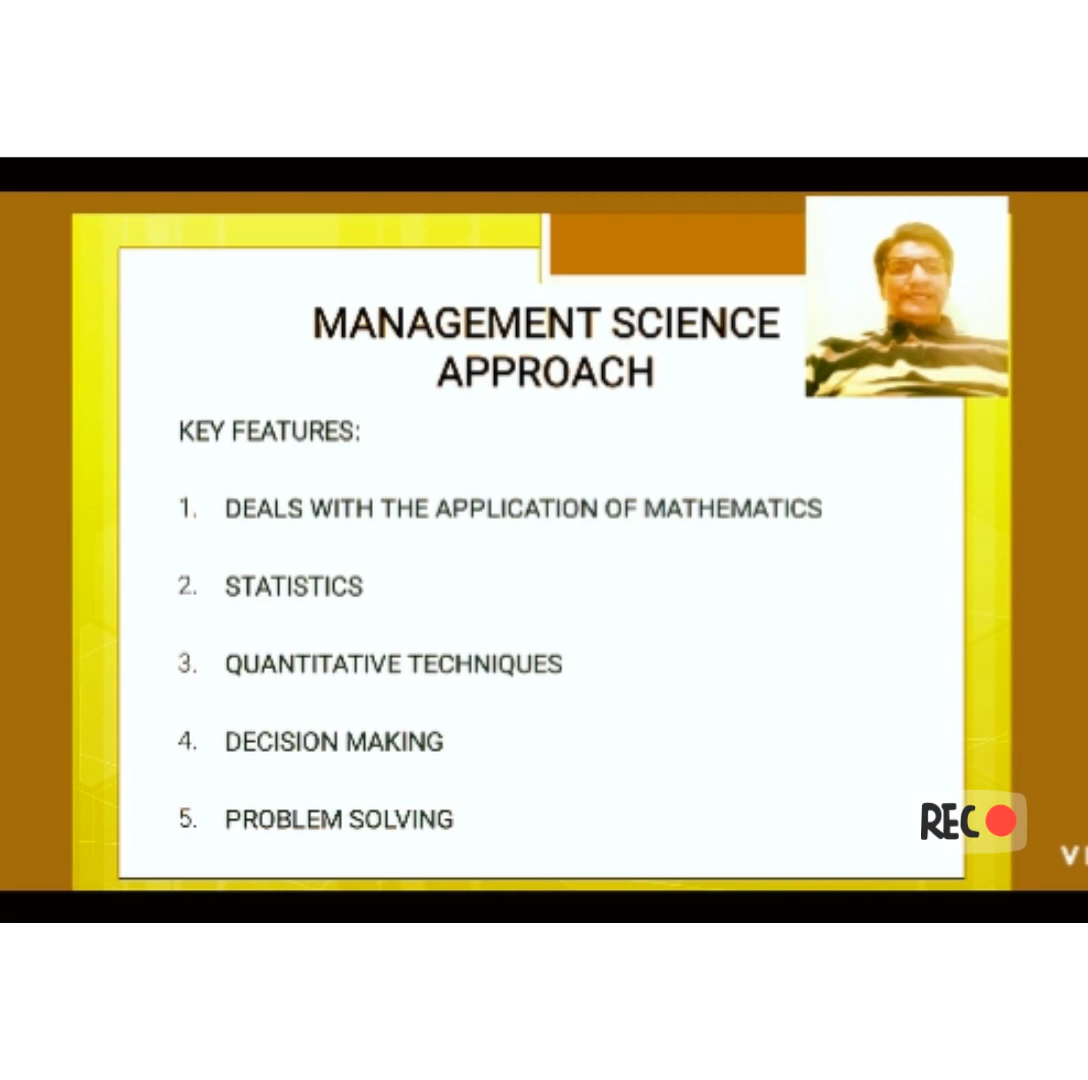 MANAGEMENT SCIENCE
APPROACH
KEY FEATURES:
1. DEALS WITH THE APPLICATION OF MATHEMATICS
2. STATISTICS
3. QUANTITATIVE TECHNIQUES
4. DECISION MAKING
5. PROBLEM SOLVING
REC